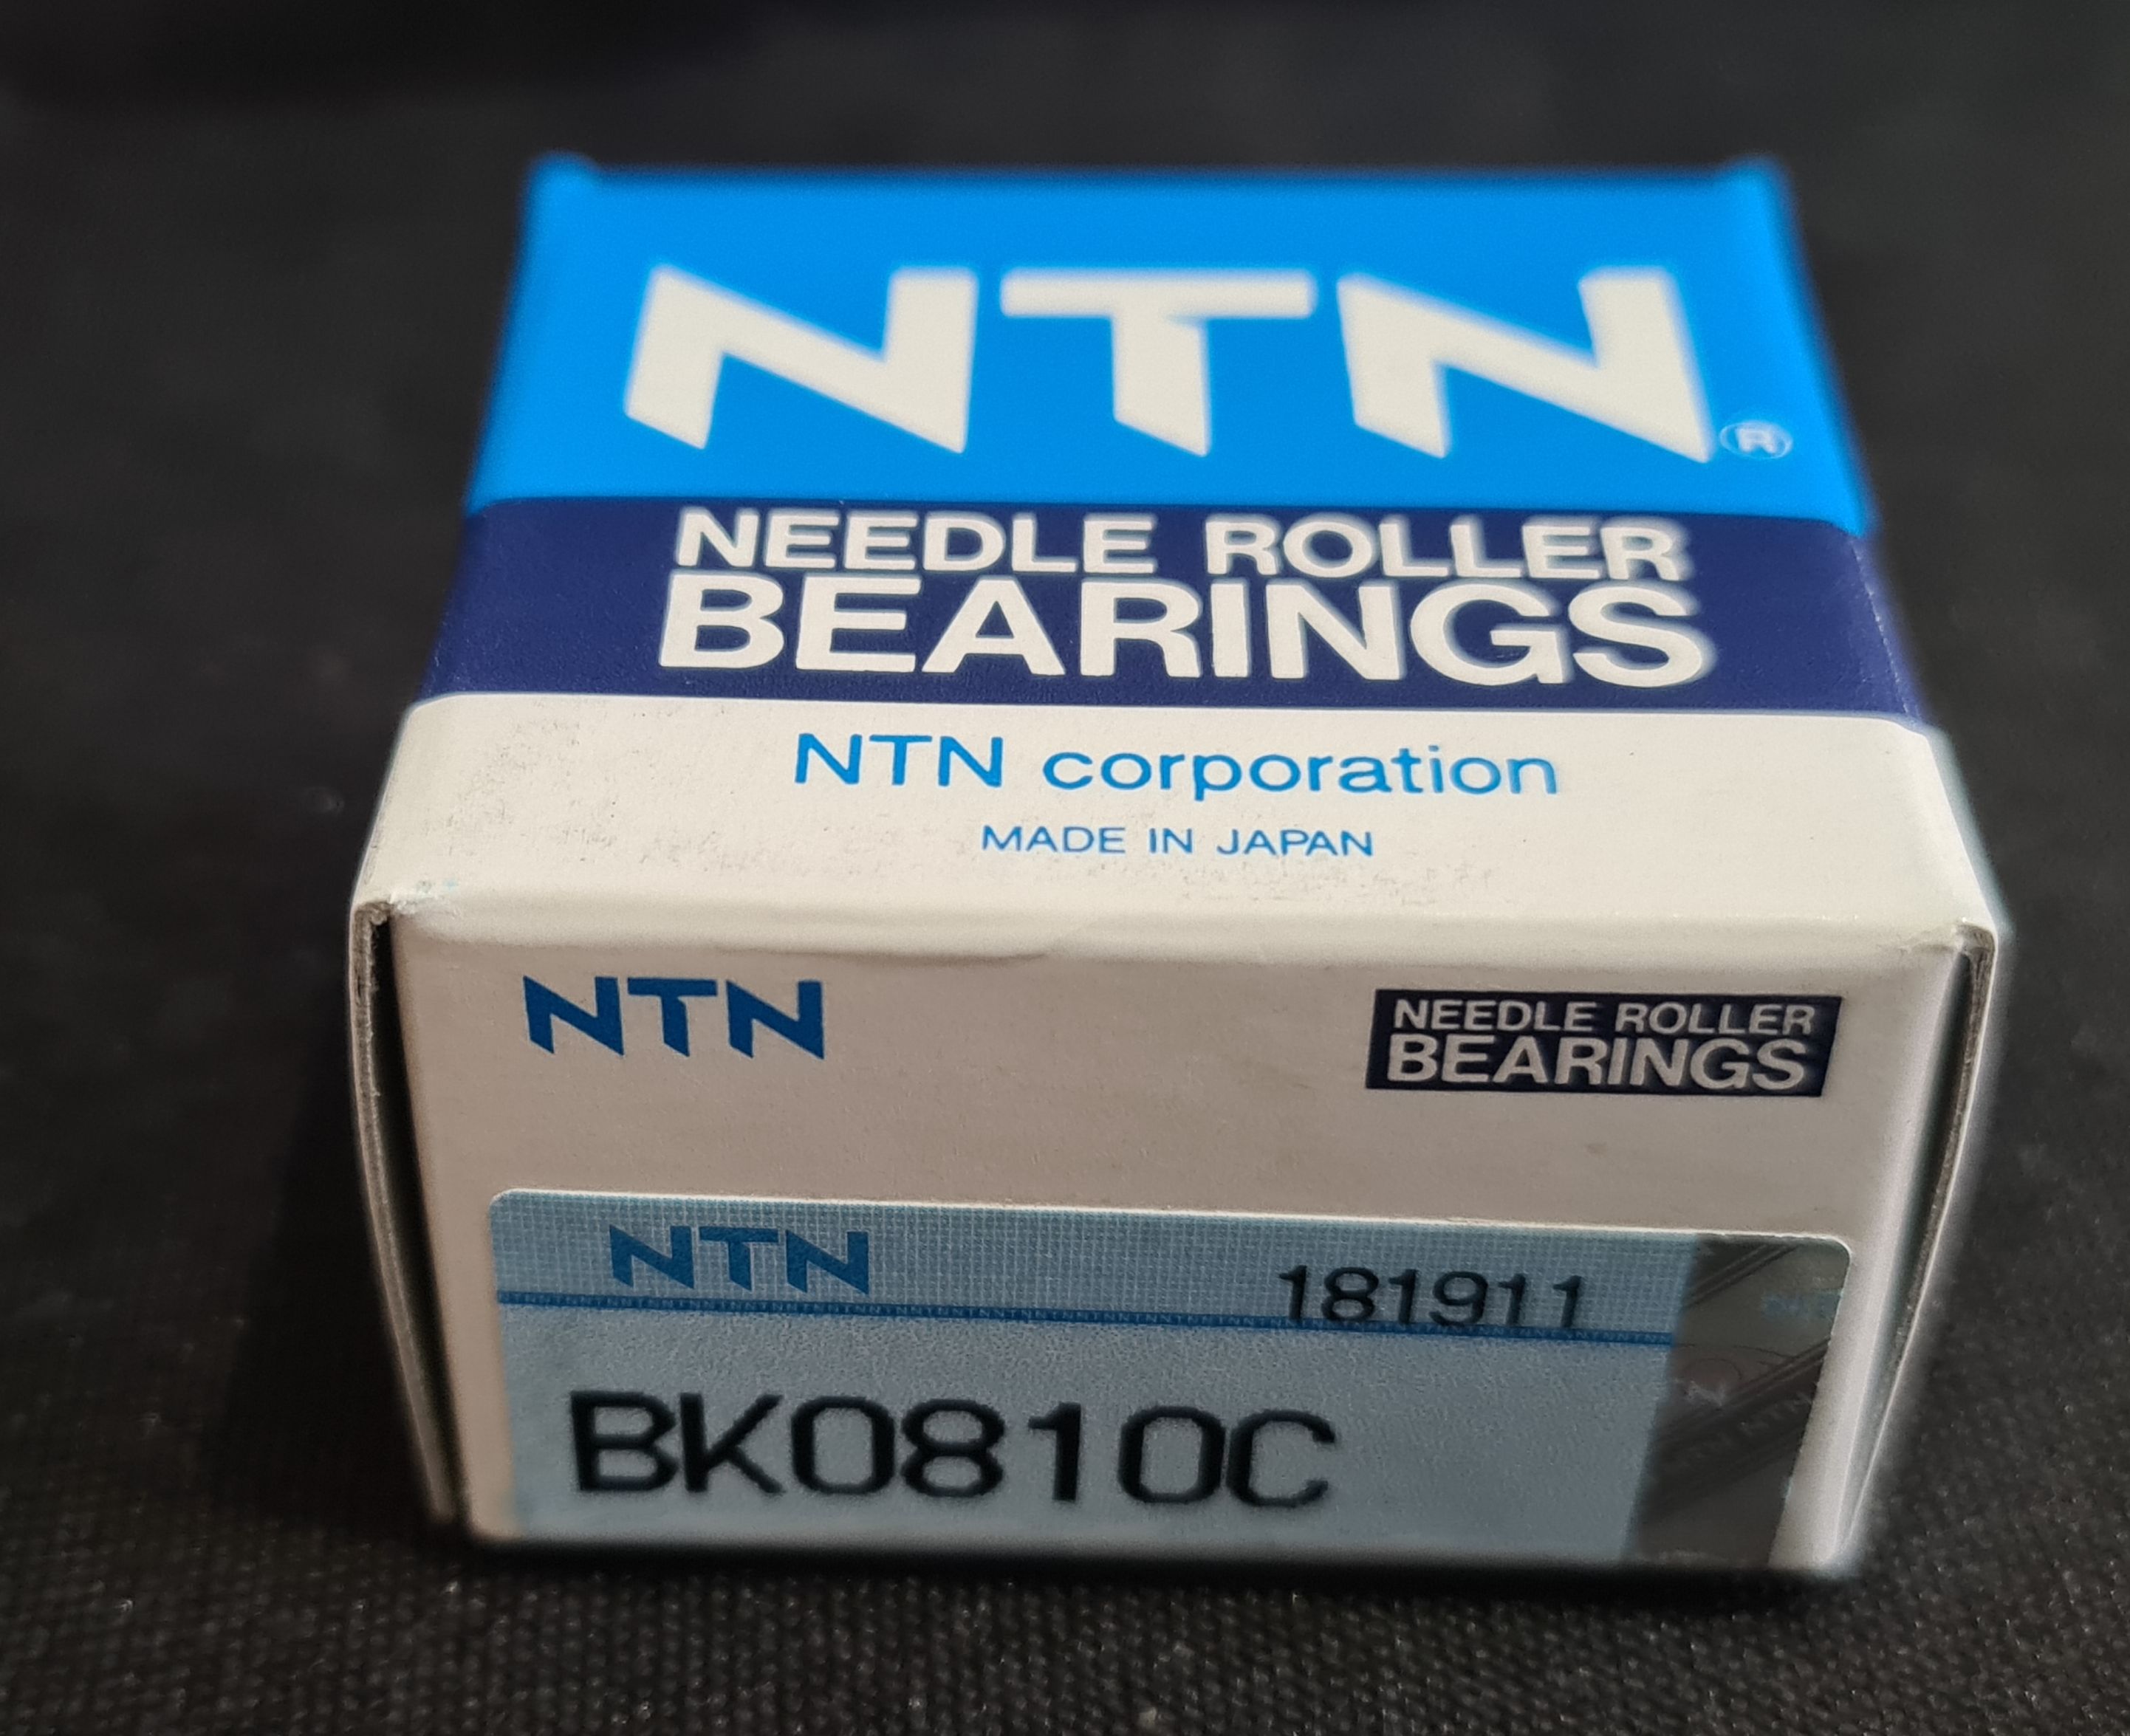 NTN®
NEEDLE ROLLER
BEARINGS
NTN corporation
MADE IN JAPAN
NTN
NEEDLE ROLLER
BEARINGS
NTN
181911
BK0810C